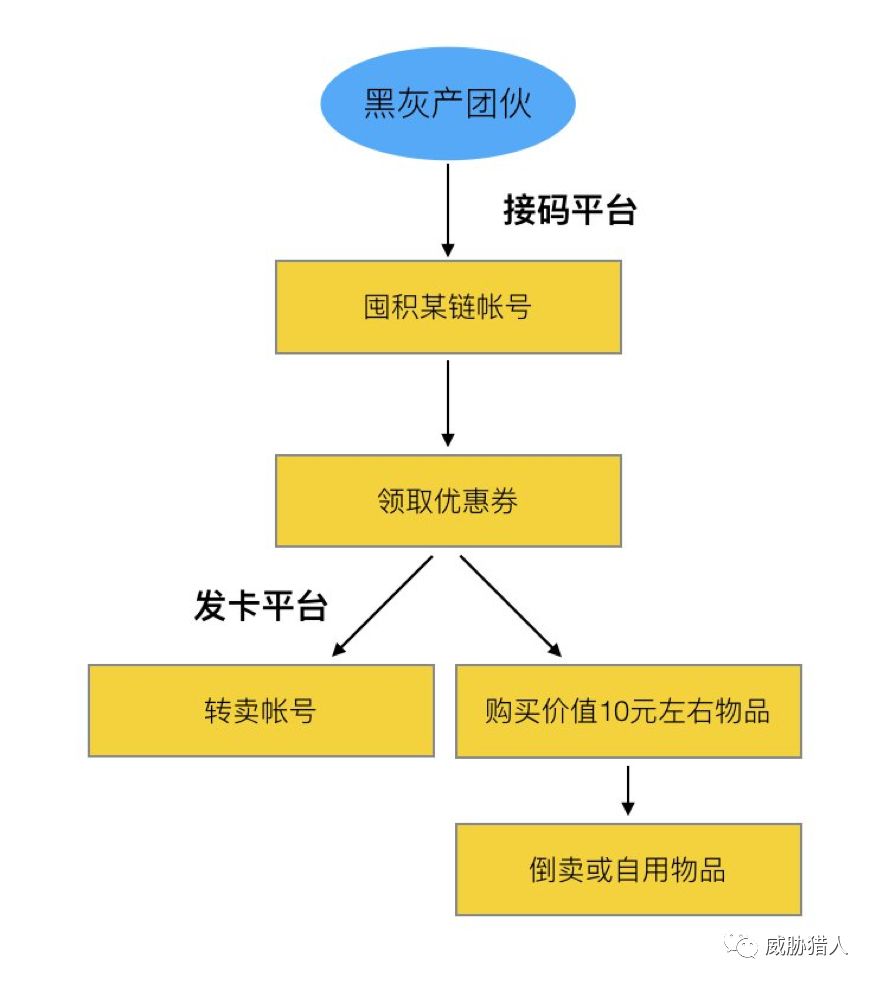 黑灰产团伙
接码平台
囤积某链帐号
领取优惠券
发卡平台
转卖帐号
购买价值10元左右物品
倒卖或自用物品
威胁猎人